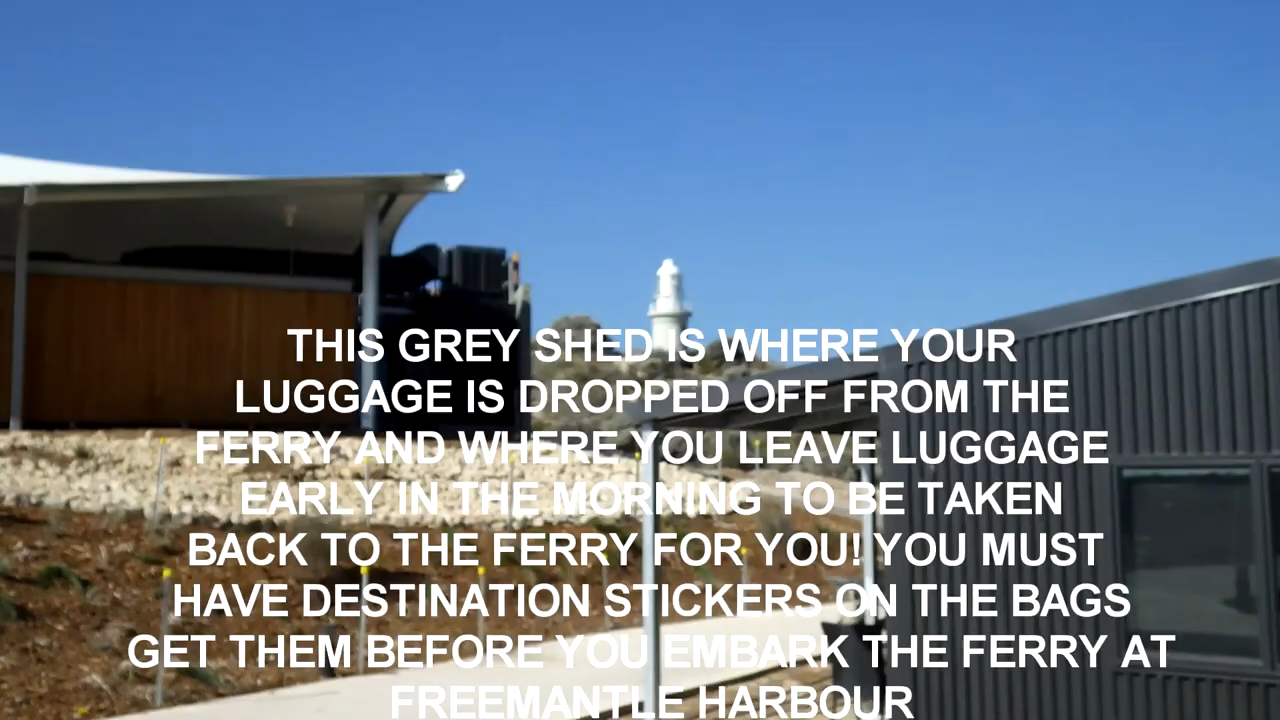 THIS GREY SHED IS WHERE YOUR
LUGGAGE IS DROPPED OFF FROM THE
FERRY AND WHERE YOU LEAVE LUGGAGE
EARLY IN THE MORNING TO BE TAKEN
BACK TO THE FERRY FOR YOU! YOU MUST
HAVE DESTINATION STICKERS ON THE BAGS
GET THEM BEFORE YOU EMBARK THE FERRY AT
FREEMANTLE HARBOUR